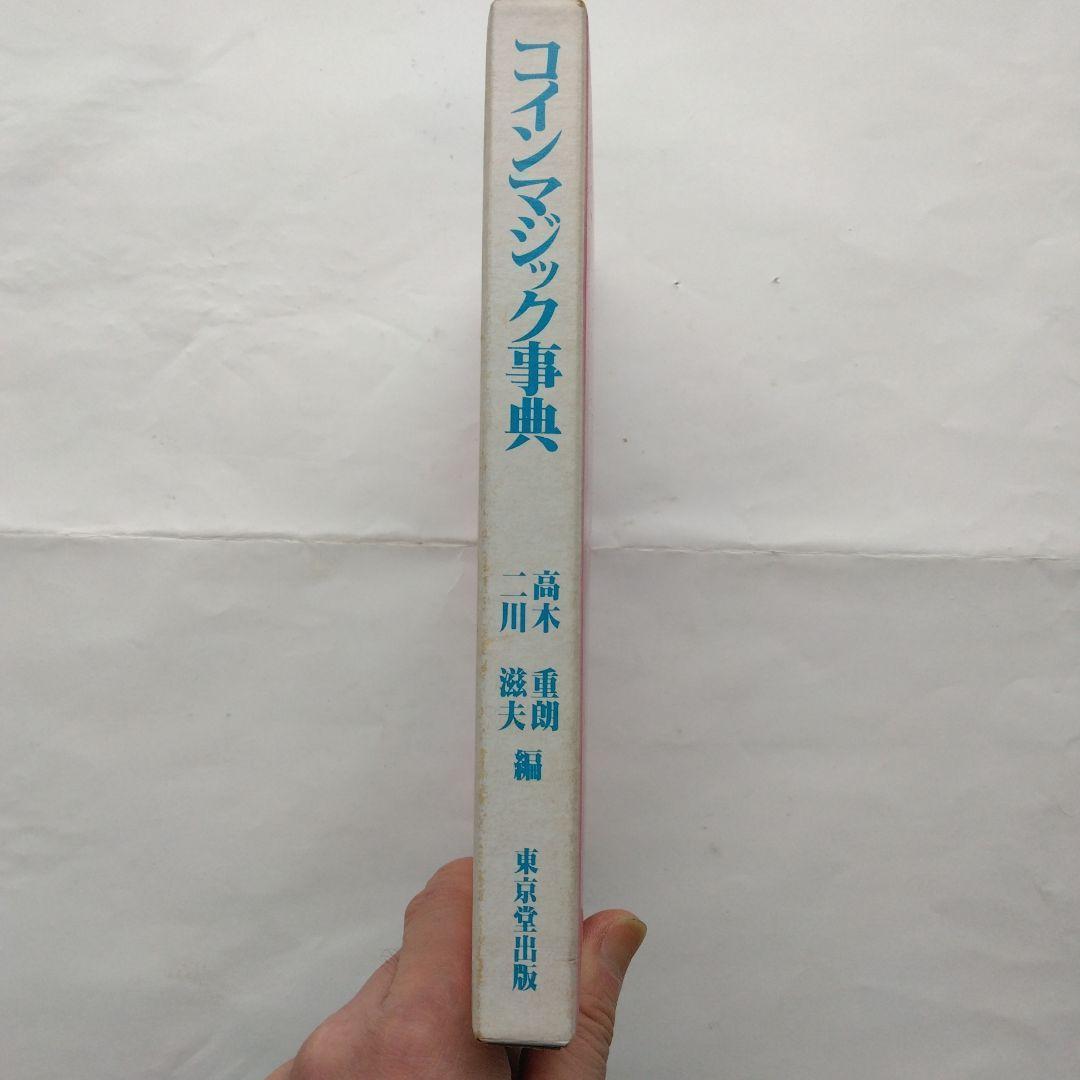 コインマジック事典
高木重朗
二川滋夫
編
東京堂出版